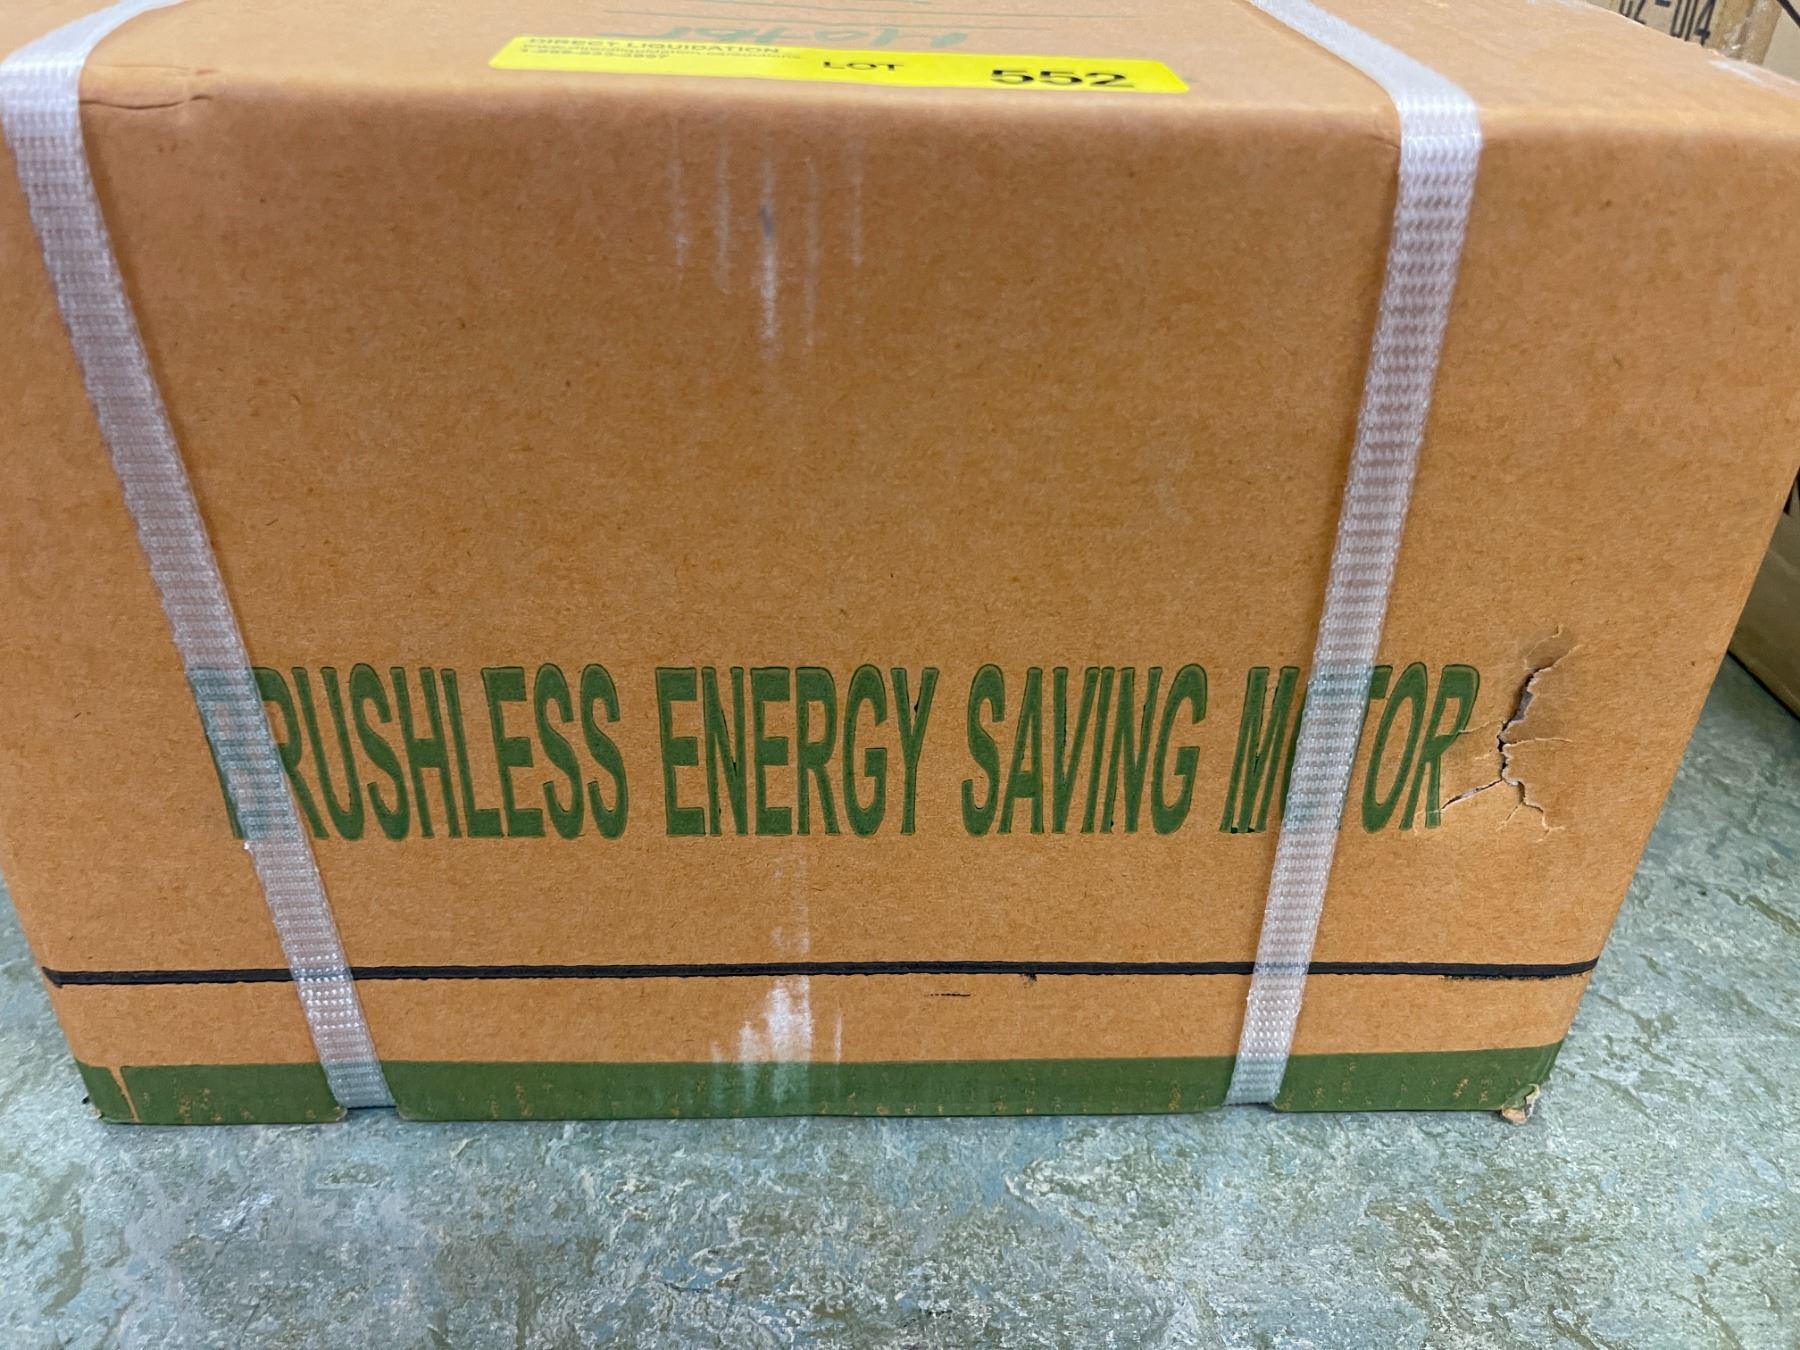 DIRECT LIQUIDATION
LOT 552
BRUSHLESS ENERGY SAVING MOTOR